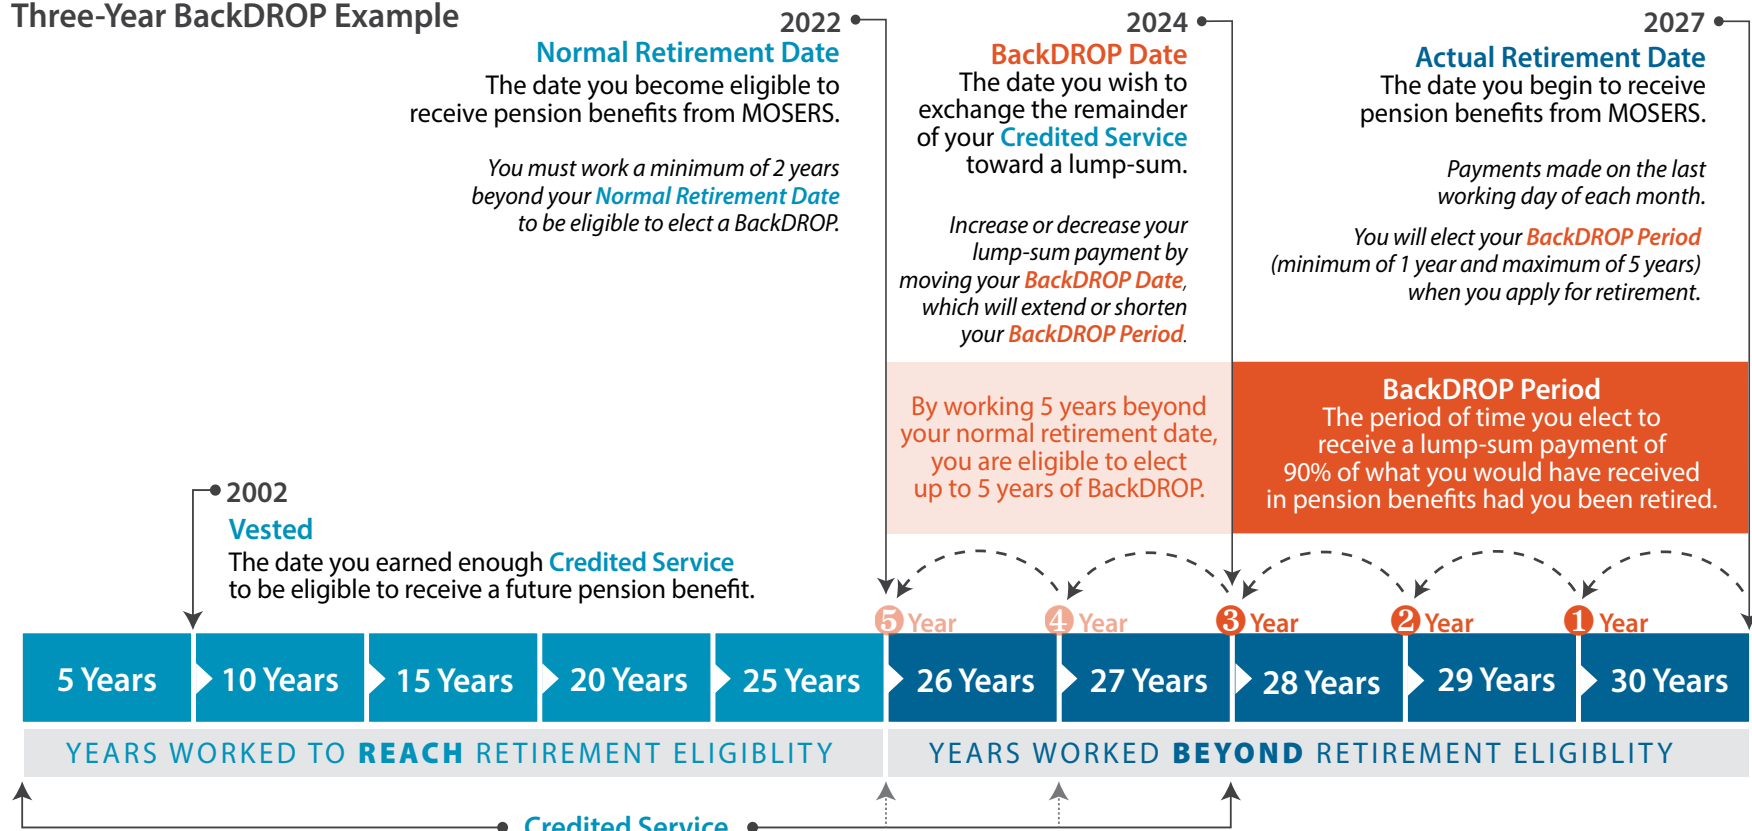 Three-Year BackDROP Example
2022
Normal Retirement Date
The date you become eligible to
receive pension benefits from MOSERS.
You must work a minimum of 2 years
beyond your Normal Retirement Date
to be eligible to elect a BackDROP.
2024
BackDROP Date
The date you wish to
exchange the remainder
of your Credited Service
toward a lump-sum.
Increase or decrease your
lump-sum payment by
moving your BackDROP Date,
which will extend or shorten
your BackDROP Period.
2027
Actual Retirement Date
The date you begin to receive
pension benefits from MOSERS.
Payments made on the last
working day of each month.
You will elect your BackDROP Period
(minimum of 1 year and maximum of 5 years)
when you apply for retirement.
By working 5 years beyond
your normal retirement date,
you are eligible to elect
up to 5 years of BackDROP.
BackDROP Period
The period of time you elect to
receive a lump-sum payment of
90% of what you would have received
in pension benefits had you been retired.
2002
Vested
The date you earned enough Credited Service
to be eligible to receive a future pension benefit.
5 Year
4 Year
3 Year
2 Year
1 Year
5 Years
10 Years
15 Years
20 Years
25 Years
26 Years
27 Years
28 Years
29 Years
30 Years
YEARS WORKED TO REACH RETIREMENT ELIGIBLITY
YEARS WORKED BEYOND RETIREMENT ELIGIBLITY
Credited Service